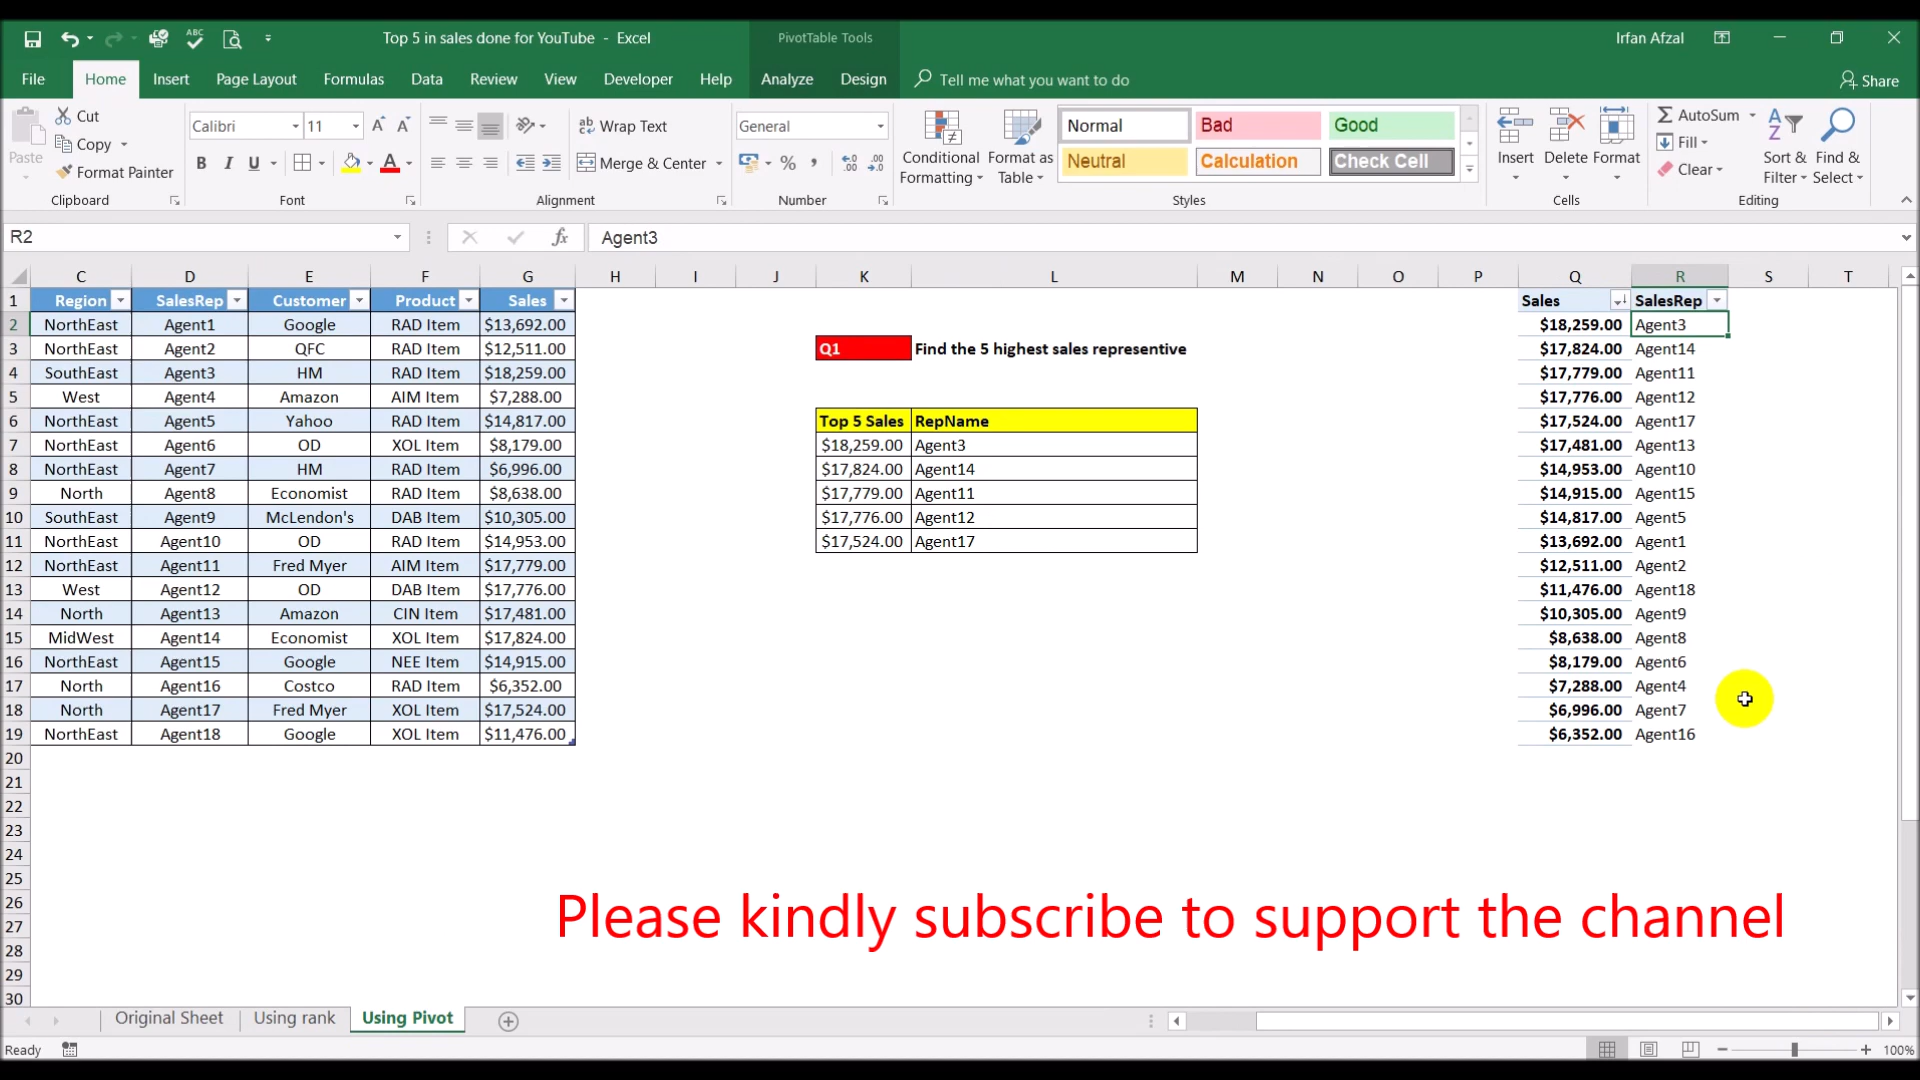 Top 5 in sales done for YouTube - Excel
PivotTable Tools
Irfan Afzal
File Home Insert Page Layout Formulas Data Review View Developer Help Analyze Design Tell me what you want to do Share
Paste
Cut
Copy
Format Painter
Clipboard
Calibri 11
B I U
Font
Wrap Text
Merge & Center
Alignment
General
%
Number
Conditional Formatting
Format as Table
Normal Bad Good
Neutral Calculation Check Cell
Styles
Insert Delete Format
Cells
AutoSum
Fill
Clear
Sort & Filter
Find & Select
Editing
R2 fx Agent3
C D E F G H I J K L M N O P Q R S T
1 Region SalesRep Customer Product Sales Sales SalesRep
2 NorthEast Agent1 Google RAD Item $13,692.00 $18,259.00 Agent3
3 NorthEast Agent2 QFC RAD Item $12,511.00 Q1 Find the 5 highest sales representive $17,824.00 Agent14
4 SouthEast Agent3 HM RAD Item $18,259.00 $17,779.00 Agent11
5 West Agent4 Amazon AIM Item $7,288.00 $17,776.00 Agent12
6 NorthEast Agent5 Yahoo RAD Item $14,817.00 Top 5 Sales RepName $17,524.00 Agent17
7 NorthEast Agent6 OD XOL Item $8,179.00 $18,259.00 Agent3 $17,481.00 Agent13
8 NorthEast Agent7 HM RAD Item $6,996.00 $17,824.00 Agent14 $14,953.00 Agent10
9 North Agent8 Economist RAD Item $8,638.00 $17,779.00 Agent11 $14,915.00 Agent15
10 SouthEast Agent9 McLendon's DAB Item $10,305.00 $17,776.00 Agent12 $14,817.00 Agent5
11 NorthEast Agent10 OD RAD Item $14,953.00 $17,524.00 Agent17 $13,692.00 Agent1
12 NorthEast Agent11 Fred Myer AIM Item $17,779.00 $12,511.00 Agent2
13 West Agent12 OD DAB Item $17,776.00 $11,476.00 Agent18
14 North Agent13 Amazon CIN Item $17,481.00 $10,305.00 Agent9
15 MidWest Agent14 Economist XOL Item $17,824.00 $8,638.00 Agent8
16 NorthEast Agent15 Google NEE Item $14,915.00 $8,179.00 Agent6
17 North Agent16 Costco RAD Item $6,352.00 $7,288.00 Agent4
18 North Agent17 Fred Myer XOL Item $17,524.00 $6,996.00 Agent7
19 NorthEast Agent18 Google XOL Item $11,476.00 $6,352.00 Agent16
20
21
22
23
24
25
26
27
28
29
30
Please kindly subscribe to support the channel
Original Sheet Using rank Using Pivot
Ready 100%